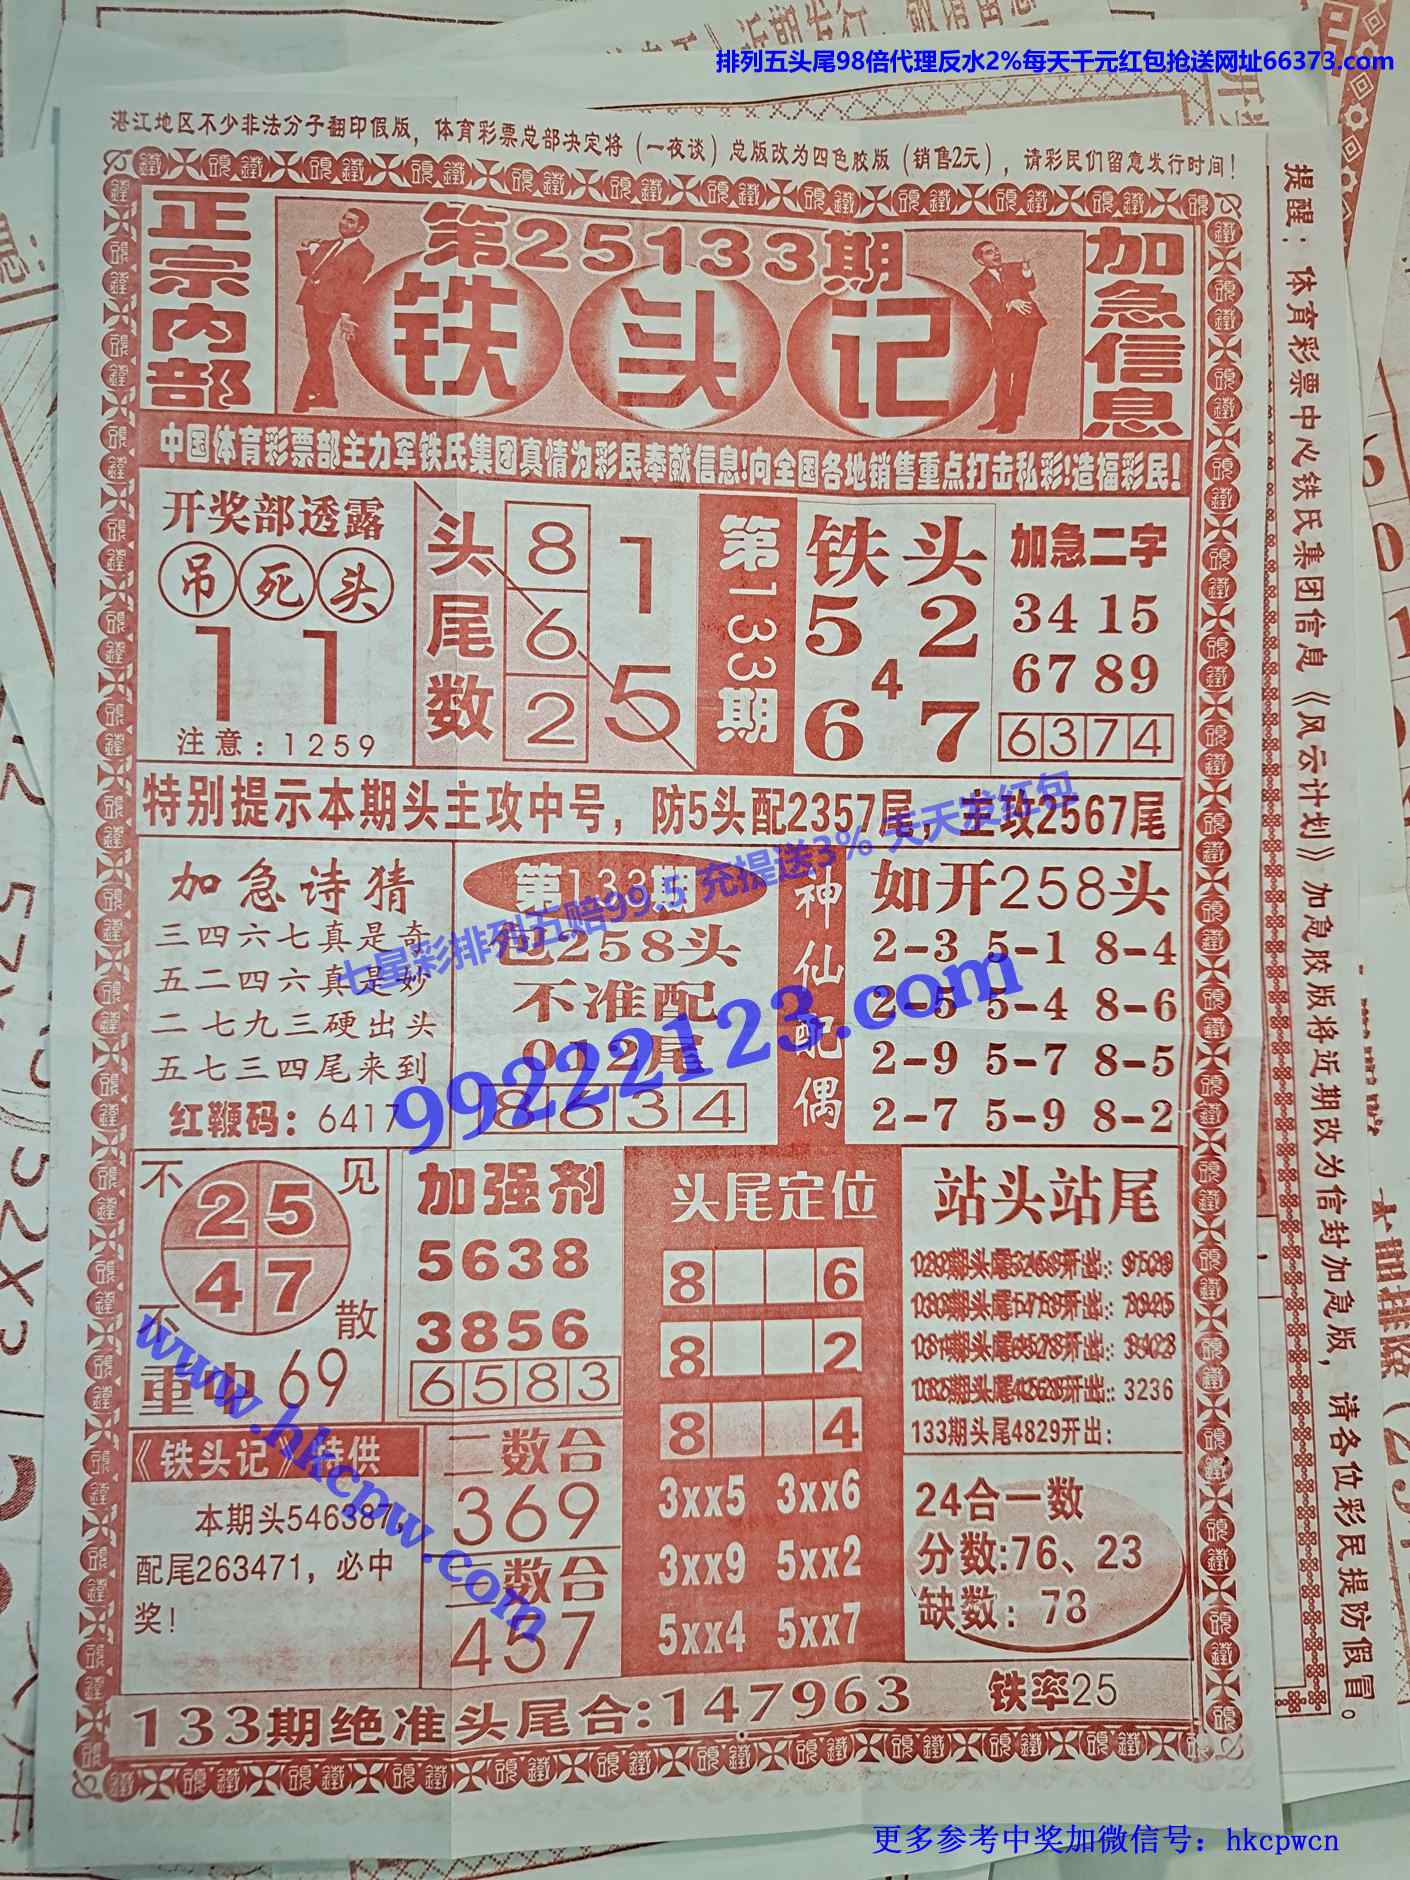 排列五头尾98倍代理反水2%每天千元红包抢送网址66373.com
湛江地区不少非法分子翻印假版，体育彩票总部决定将（一夜谈）总版改为四色胶版（销售2元），请彩民们留意发行时间！
正宗内部
第25133期
铁头记
加急信息
中国体育彩票部主力军铁氏集团真情为彩民奉献信息!向全国各地销售重点打击私彩!造福彩民!
开奖部透露
吊死头
11
注意：1259
头尾数
8
6
2
1
5
第133期
铁头
5 2
4
6 7
加急二字
34 15
67 89
6374
特别提示本期头主攻中号，防5头配2357尾，主攻2567尾
加急诗猜
三四六七真是奇
五二四六真是妙
二七九三硬出头
五七三四尾来到
红鞭码：6417
第133期
包258头
不准配
012尾
8634
神仙配偶
如开258头
2-3 5-1 8-4
2-5 5-4 8-6
2-9 5-7 8-5
2-7 5-9 8-2
七星彩排列五赔99.5 充提送3% 天天发红包
99222123.com
不见
25
47
不散
重中69
加强剂
5638
3856
6583
头尾定位
8 6
8 2
8 4
3xx5 3xx6
3xx9 5xx2
5xx4 5xx7
站头站尾
3236
133期头尾4829开出:
《铁头记》特供
本期头546387，
配尾263471，必中
奖！
二数合
369
三数合
457
24合一数
分数:76、23
缺数：78
133期绝准头尾合:147963
铁率25
www.hkcpw.com
提醒：体育彩票中心铁氏集团信息《风云计划》加急胶版将近期改为信封加急版，请各位彩民提防假冒。
更多参考中奖加微信号：hkcpwcn